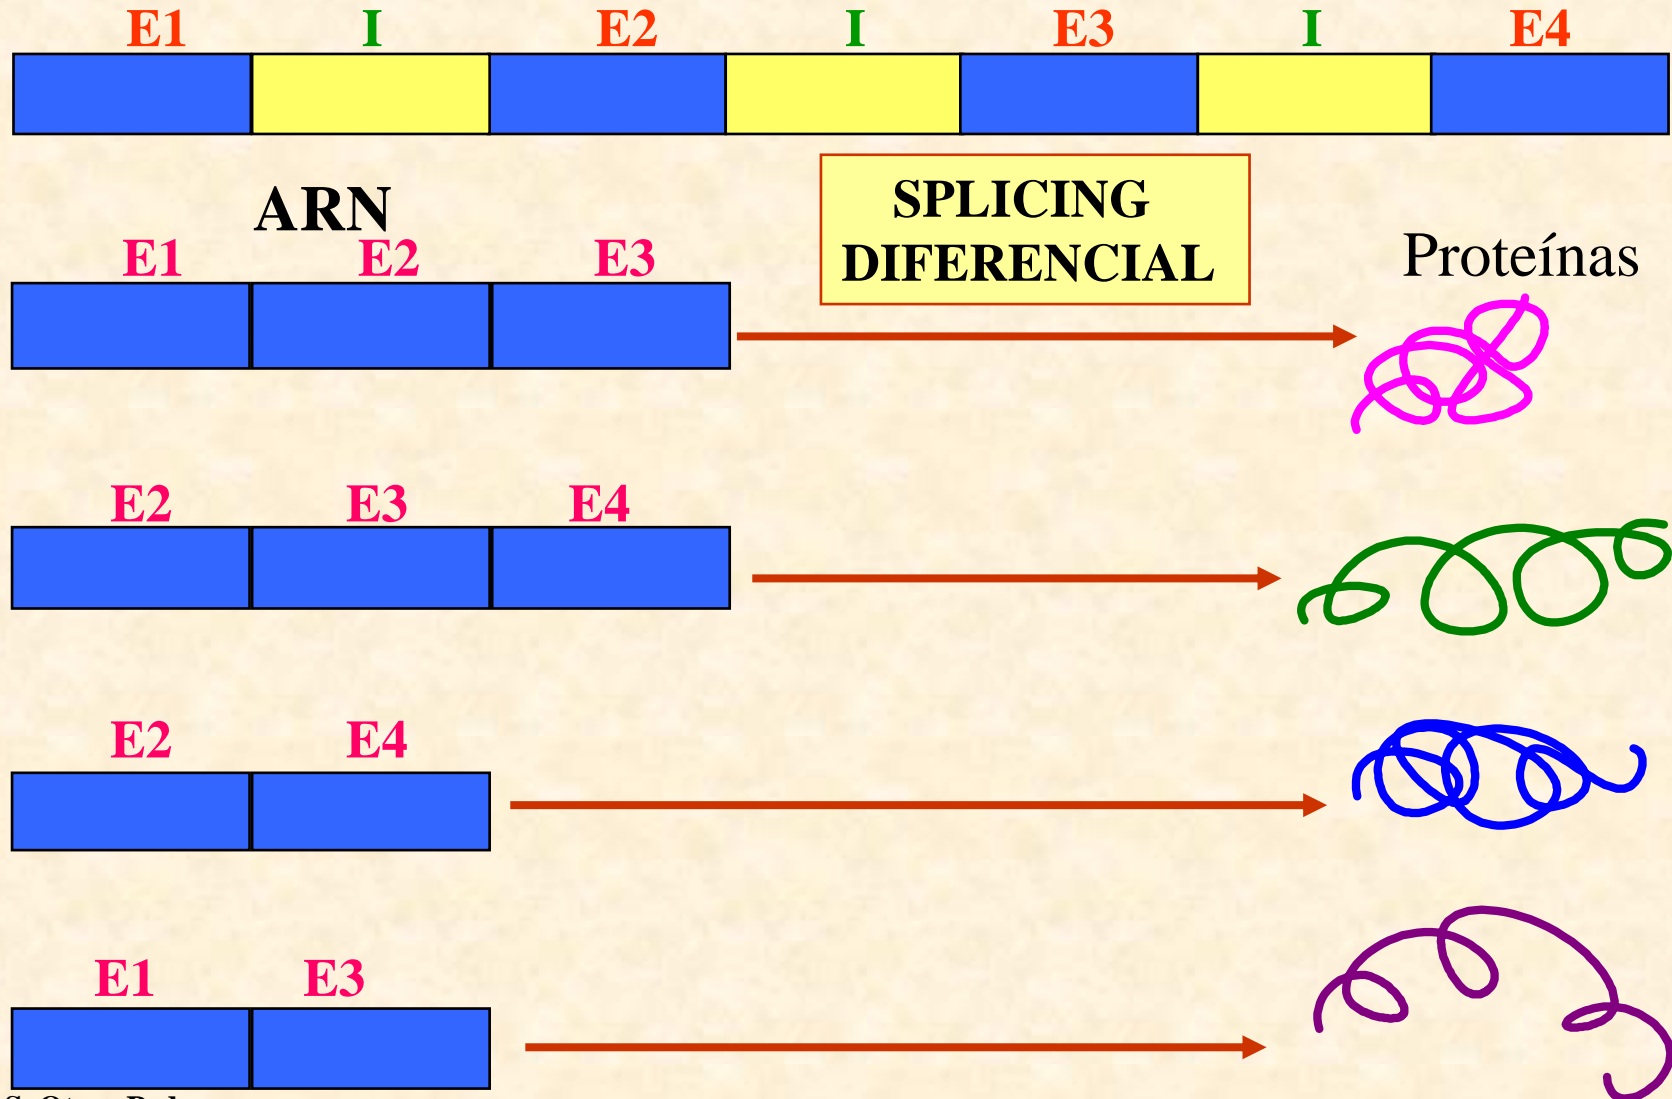 E1 I E2 I E3 I E4
SPLICING
DIFERENCIAL
ARN
Proteínas
E1 E2 E3
E2 E3 E4
E2 E4
E1 E3